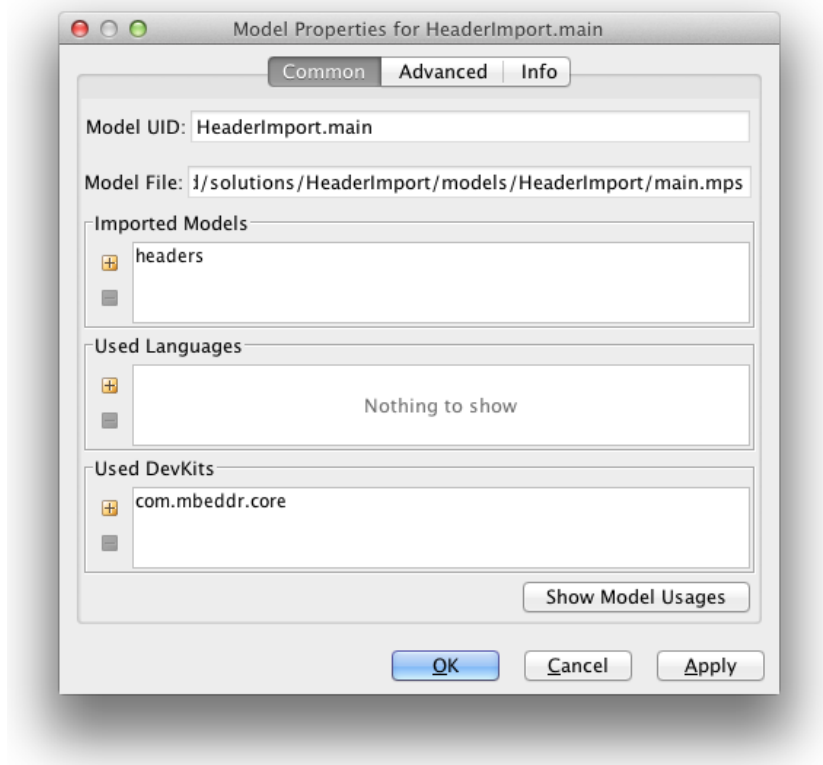 Model Properties for HeaderImport.main
Common Advanced Info
Model UID: HeaderImport.main
Model File: d/solutions/HeaderImport/models/HeaderImport/main.mps
Imported Models
headers
Used Languages
Nothing to show
Used DevKits
com.mbeddr.core
Show Model Usages
OK Cancel Apply